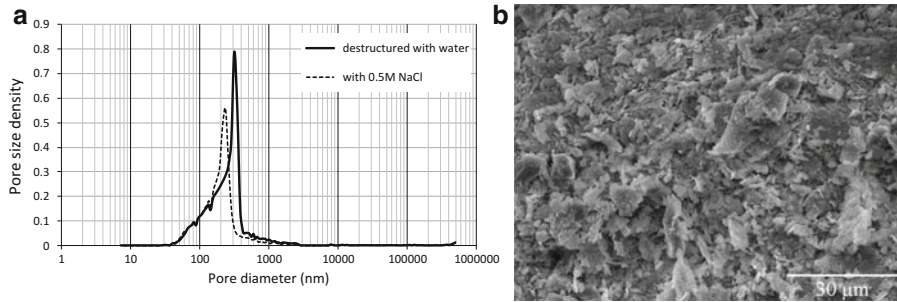 a
0.9
0.8
0.7
0.6
0.5
0.4
0.3
0.2
0.1
0
Pore size density
destructured with water
with 0.5M NaCl
1
10
100
1000
10000
100000
1000000
Pore diameter (nm)
b
30 µm